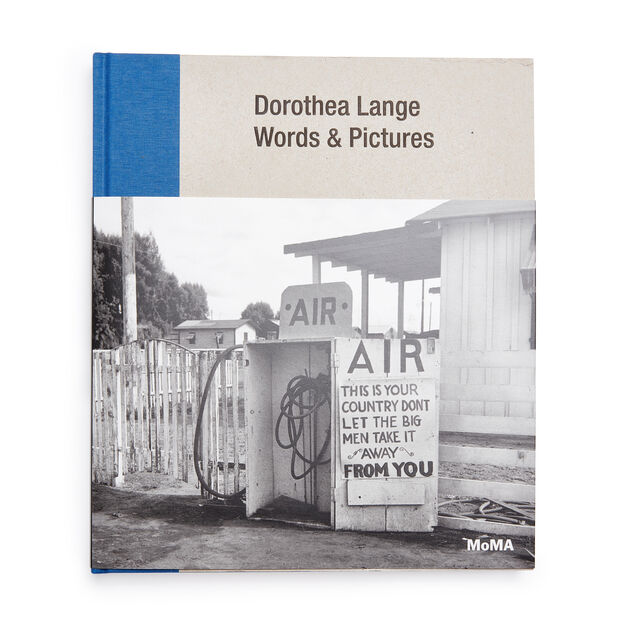 Dorothea Lange
Words & Pictures
·AIR·
AIR
THIS IS YOUR
COUNTRY DONT
LET THE BIG
MEN TAKE IT
AWAY
FROM YOU
MoMA